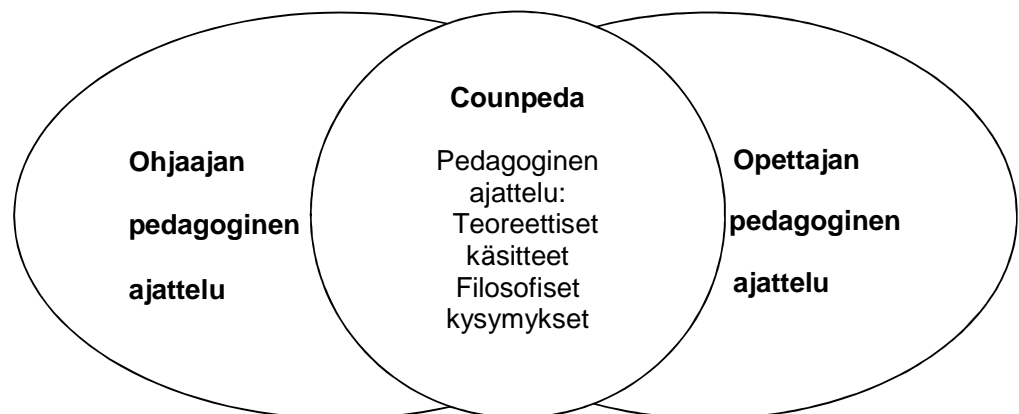 Ohjaajan
pedagoginen
ajattelu
Counpeda
Pedagoginen
ajattelu:
Teoreettiset
käsitteet
Filosofiset
kysymykset
Opettajan
pedagoginen
ajattelu